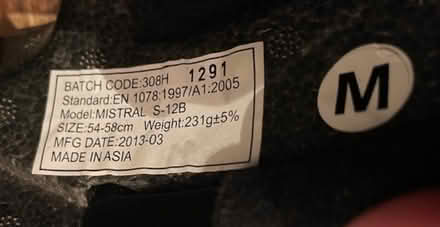 BATCH CODE:308H 1291
Standard:EN 1078:1997/A1:2005
Model:MISTRAL S-12B
SIZE:54-58cm Weight:231g±5%
MFG DATE:2013-03
MADE IN ASIA
M